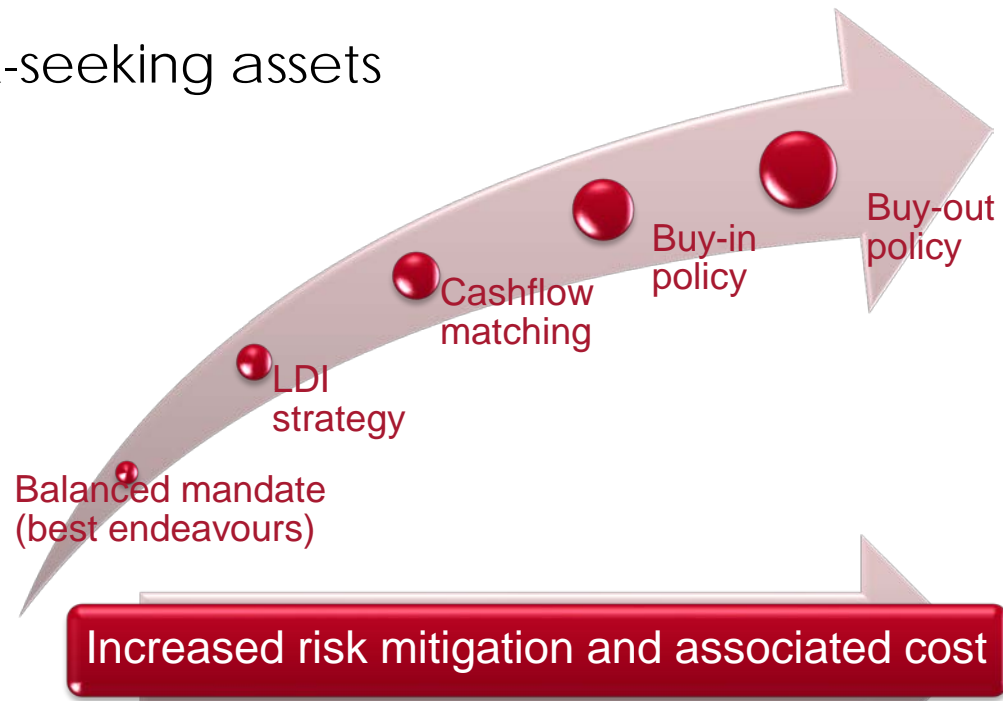 -seeking assets
Buy-out
policy
Buy-in
policy
Cashflow
matching
LDI
strategy
Balanced mandate
(best endeavours)
Increased risk mitigation and associated cost